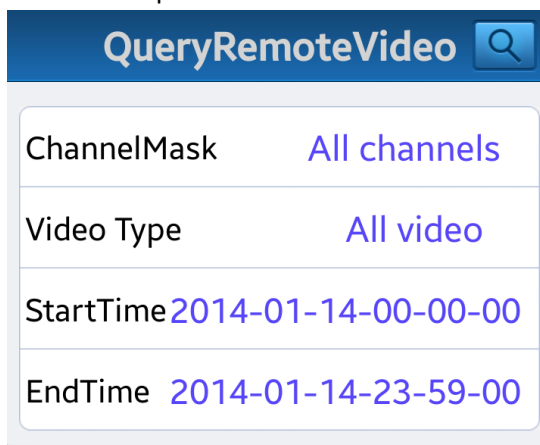 QueryRemoteVideo
ChannelMask All channels
Video Type All video
StartTime 2014-01-14-00-00-00
EndTime 2014-01-14-23-59-00